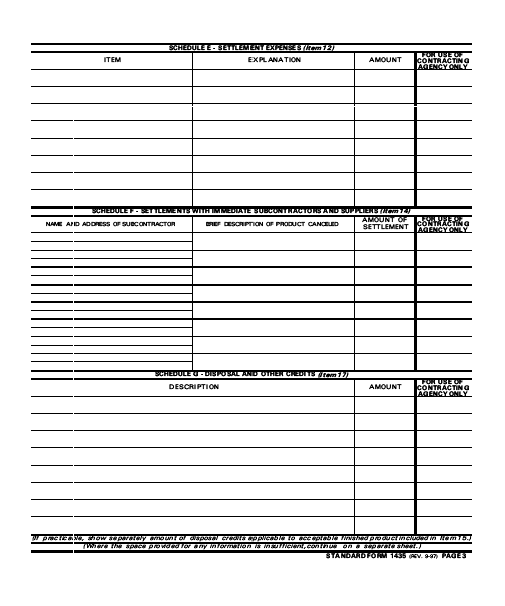 SCHEDULE E - SETTLEMENT EXPENSES (Item 12)
ITEM
EXPLANATION
AMOUNT
FOR USE OF
CONTRACTING
AGENCY ONLY
SCHEDULE F - SETTLEMENTS WITH IMMEDIATE SUBCONTRACTORS AND SUPPLIERS (Item 14)
NAME AND ADDRESS OF SUBCONTRACTOR
BRIEF DESCRIPTION OF PRODUCT CANCELED
AMOUNT OF
SETTLEMENT
FOR USE OF
CONTRACTING
AGENCY ONLY
SCHEDULE G - DISPOSAL AND OTHER CREDITS (Item 17)
DESCRIPTION
AMOUNT
FOR USE OF
CONTRACTING
AGENCY ONLY
(If practicable, show separately amount of disposal credits applicable to acceptable finished product included in Item 15.)
(Where the space provided for any information is insufficient, continue on a separate sheet.)
STANDARD FORM 1435 (REV. 9-97) PAGE 3